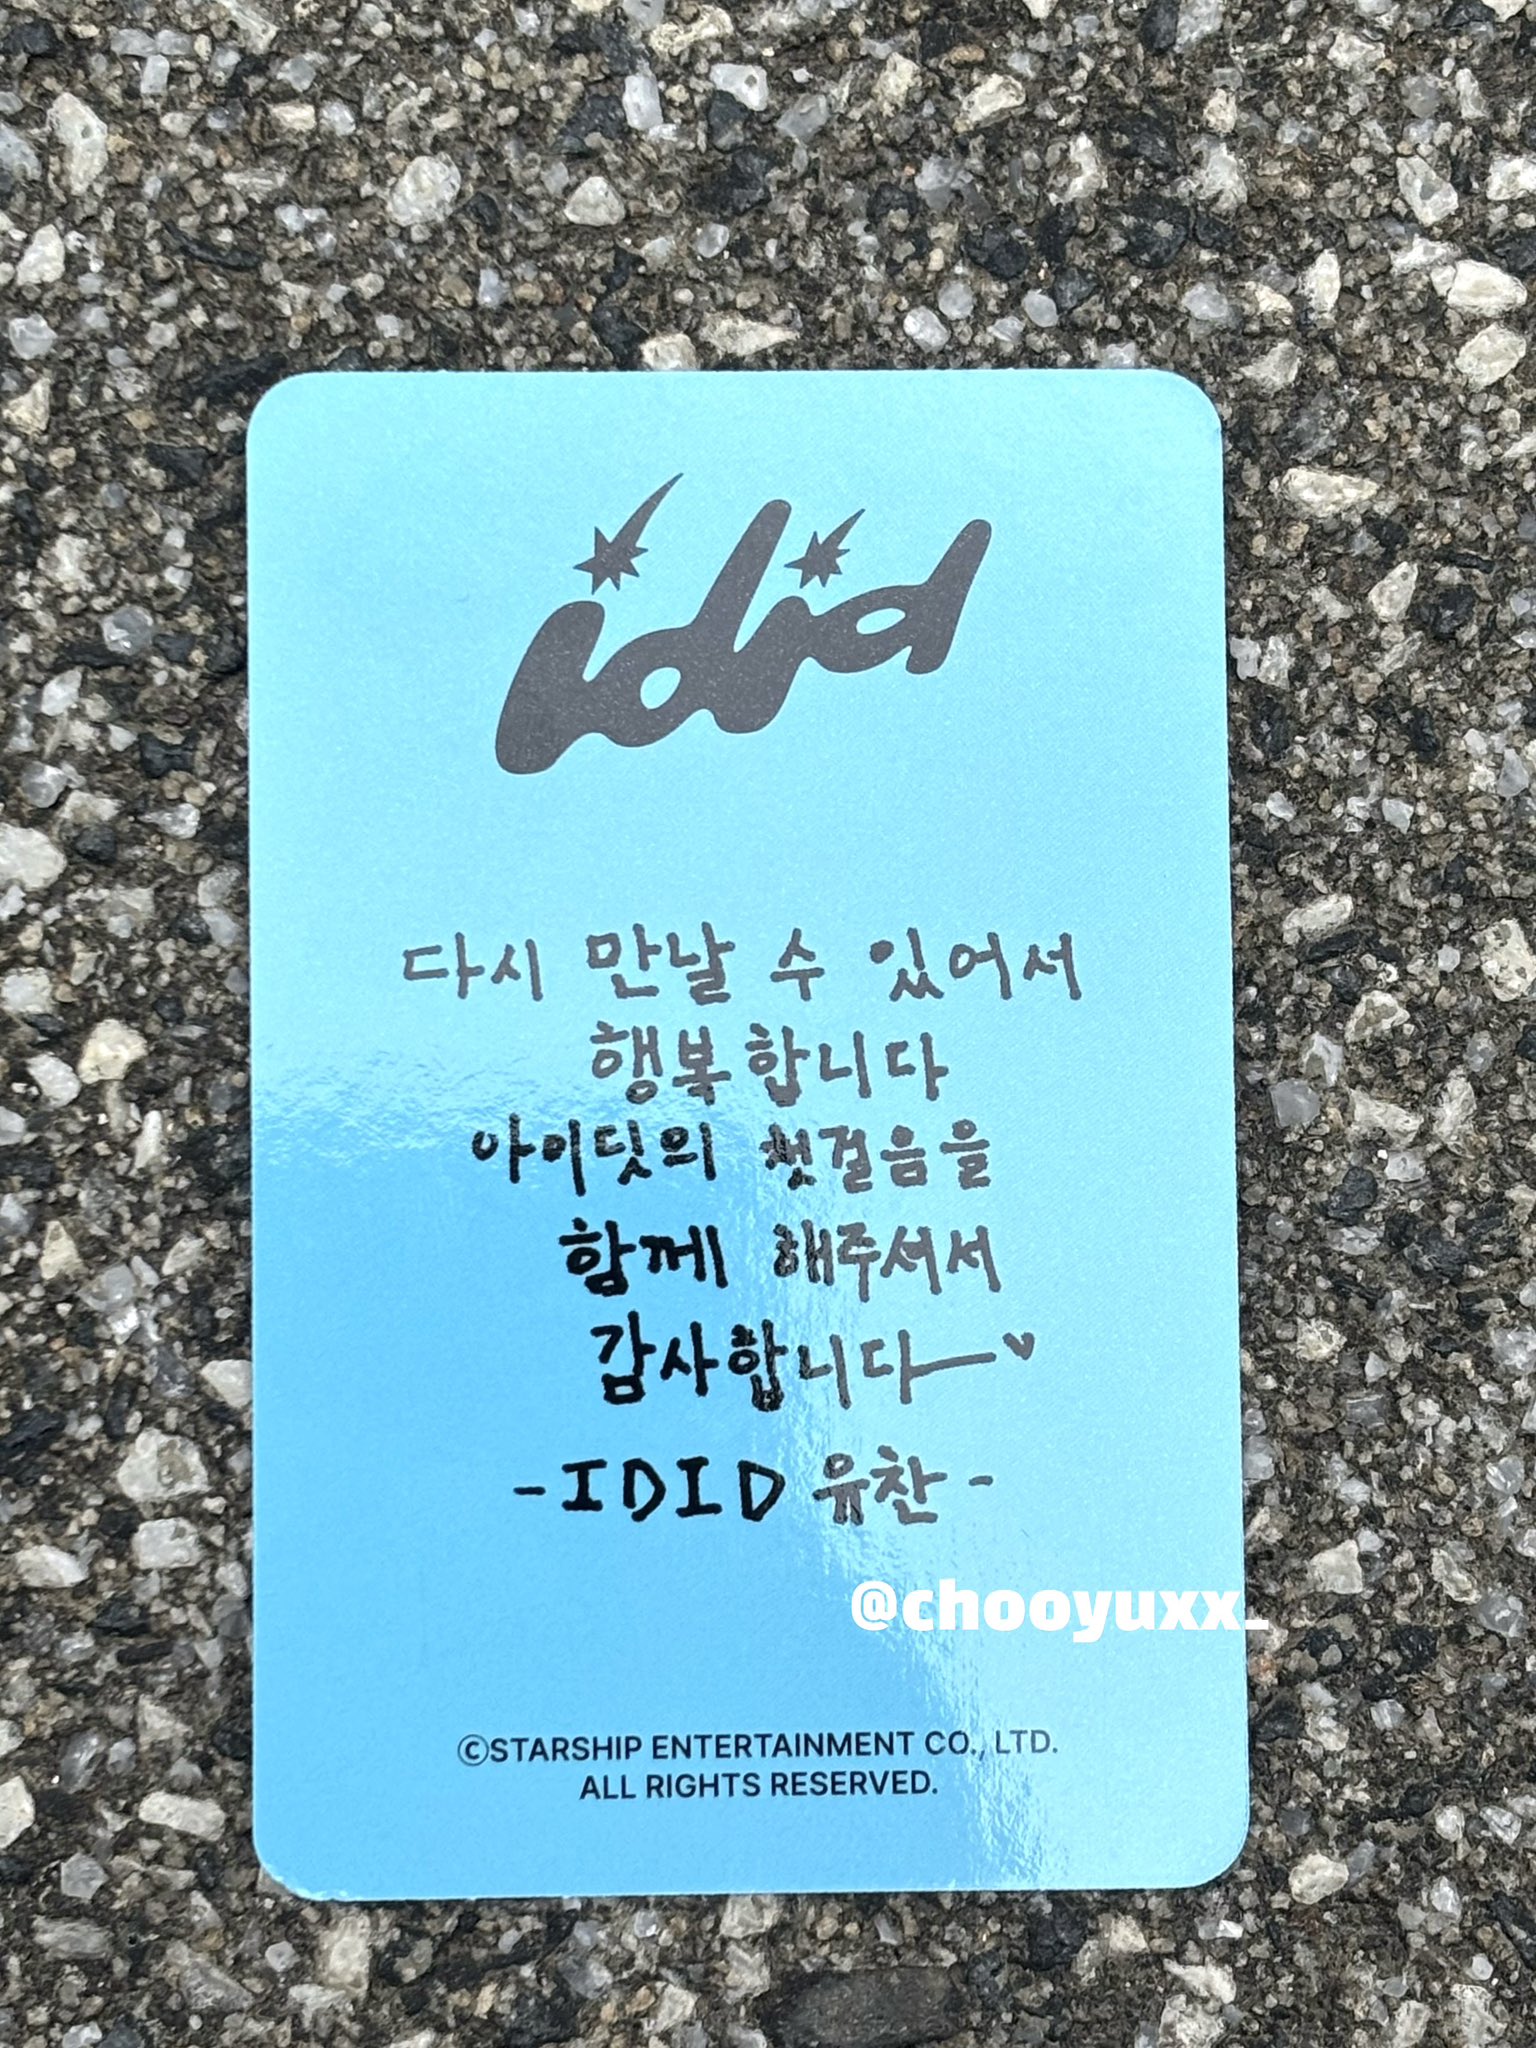 idid
다시 만날 수 있어서
행복합니다
아이딧의 첫걸음을
함께 해주셔서
감사합니다
-IDID 유찬-
@chooyuxx_
©STARSHIP ENTERTAINMENT CO., LTD.
ALL RIGHTS RESERVED.